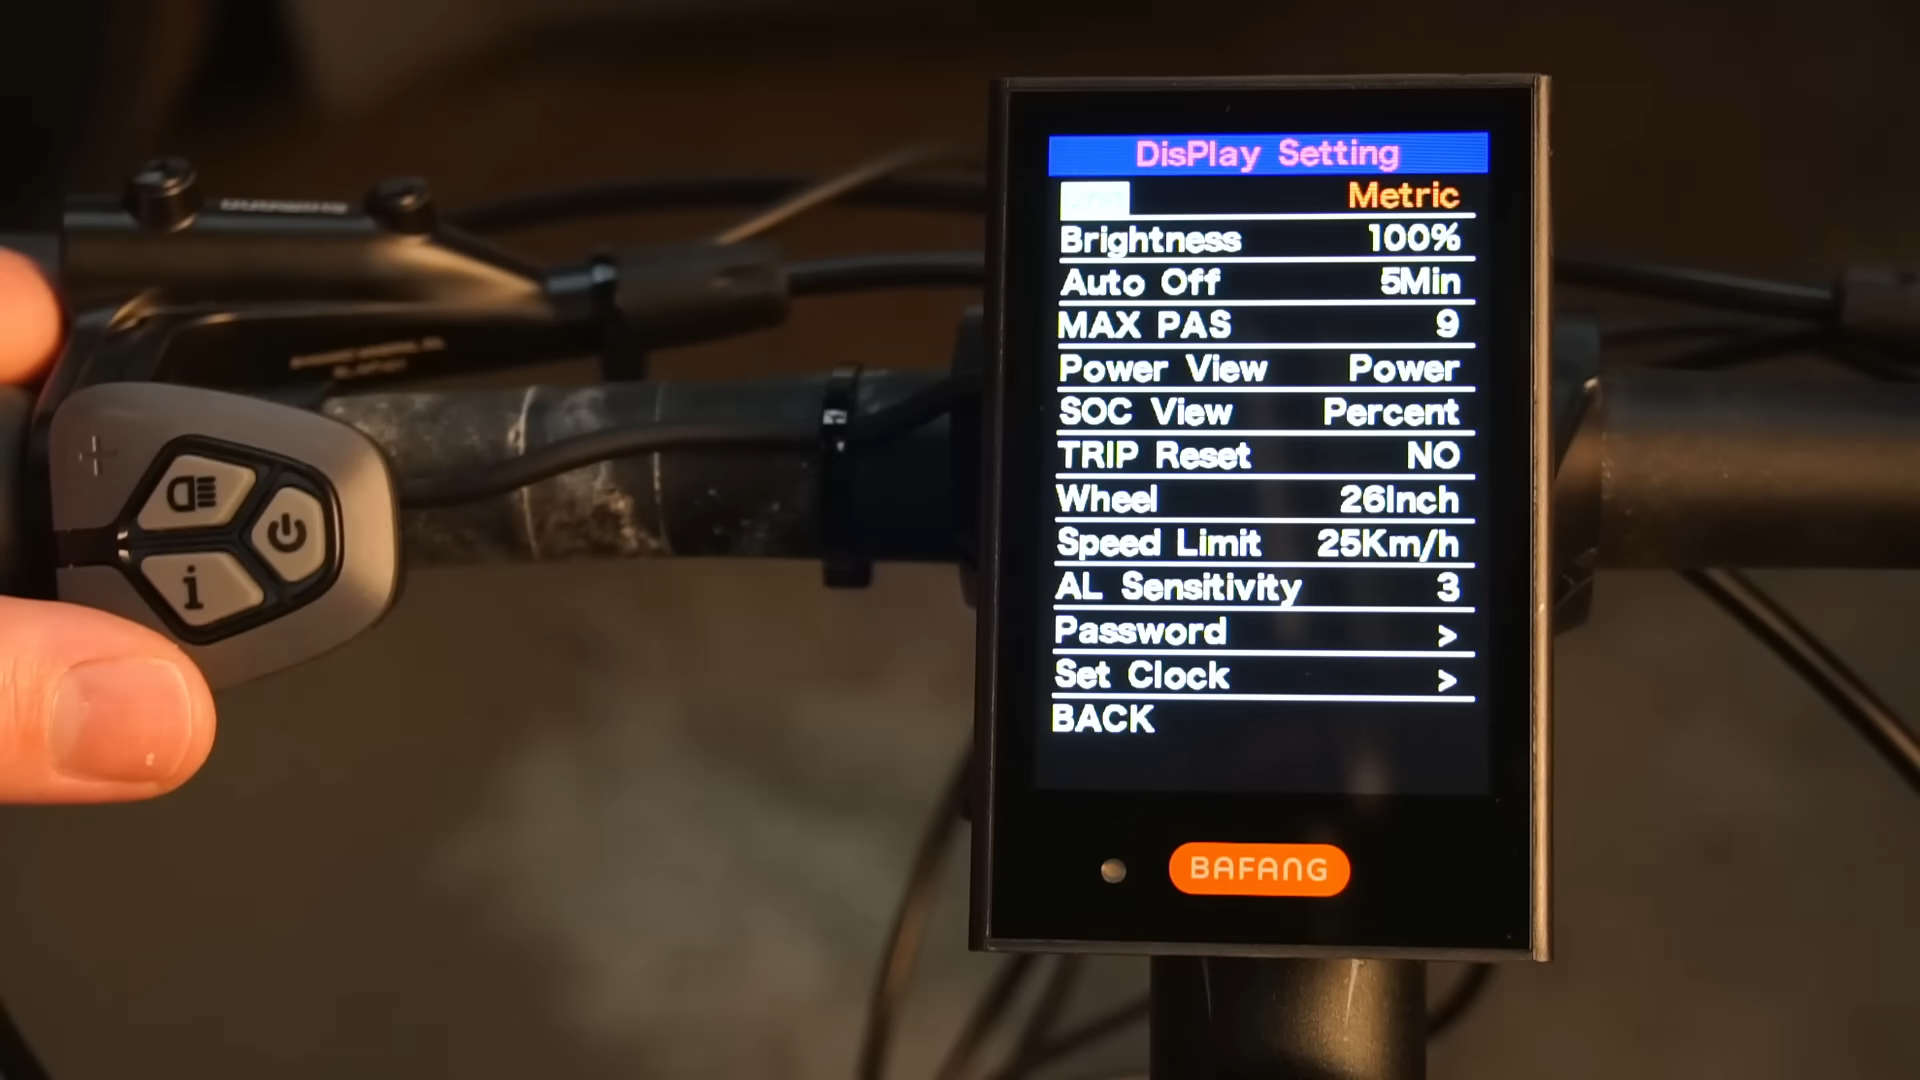 DisPlay Setting
Metric
Brightness 100%
Auto Off 5Min
MAX PAS 9
Power View Power
SOC View Percent
TRIP Reset NO
Wheel 26Inch
Speed Limit 25Km/h
AL Sensitivity 3
Password >
Set Clock >
BACK
BAFANG
+
i